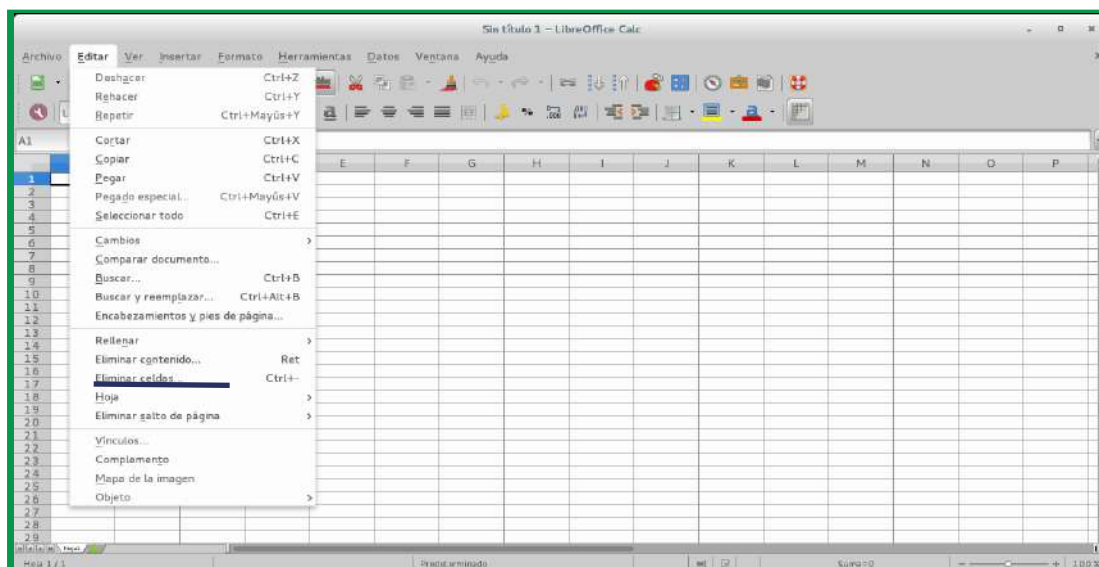 Sin título 1 - LibreOffice Calc
Archivo Editar Ver Insertar Formato Herramientas Datos Ventana Ayuda
Deshacer Ctrl+Z
Rehacer Ctrl+Y
Repetir Ctrl+Mayús+Y
A1
Cortar Ctrl+X
Copiar Ctrl+C
Pegar Ctrl+V
Pegado especial... Ctrl+Mayús+V
Seleccionar todo Ctrl+E
Cambios
Comparar documento...
Buscar... Ctrl+B
Buscar y reemplazar... Ctrl+Alt+B
Encabezamientos y pies de página...
Rellenar
Eliminar contenido... Ret
Eliminar celdas... Ctrl+-
Hoja
Eliminar salto de página
Vínculos...
Complemento
Mapa de la imagen
Objeto
E F G H I J K L M N O P
1
2
3
4
5
6
7
8
9
10
11
12
13
14
15
16
17
18
19
20
21
22
23
24
25
26
27
28
29
Hoja1
Hoja 1 / 1 Predeterminado Suma=0 100%